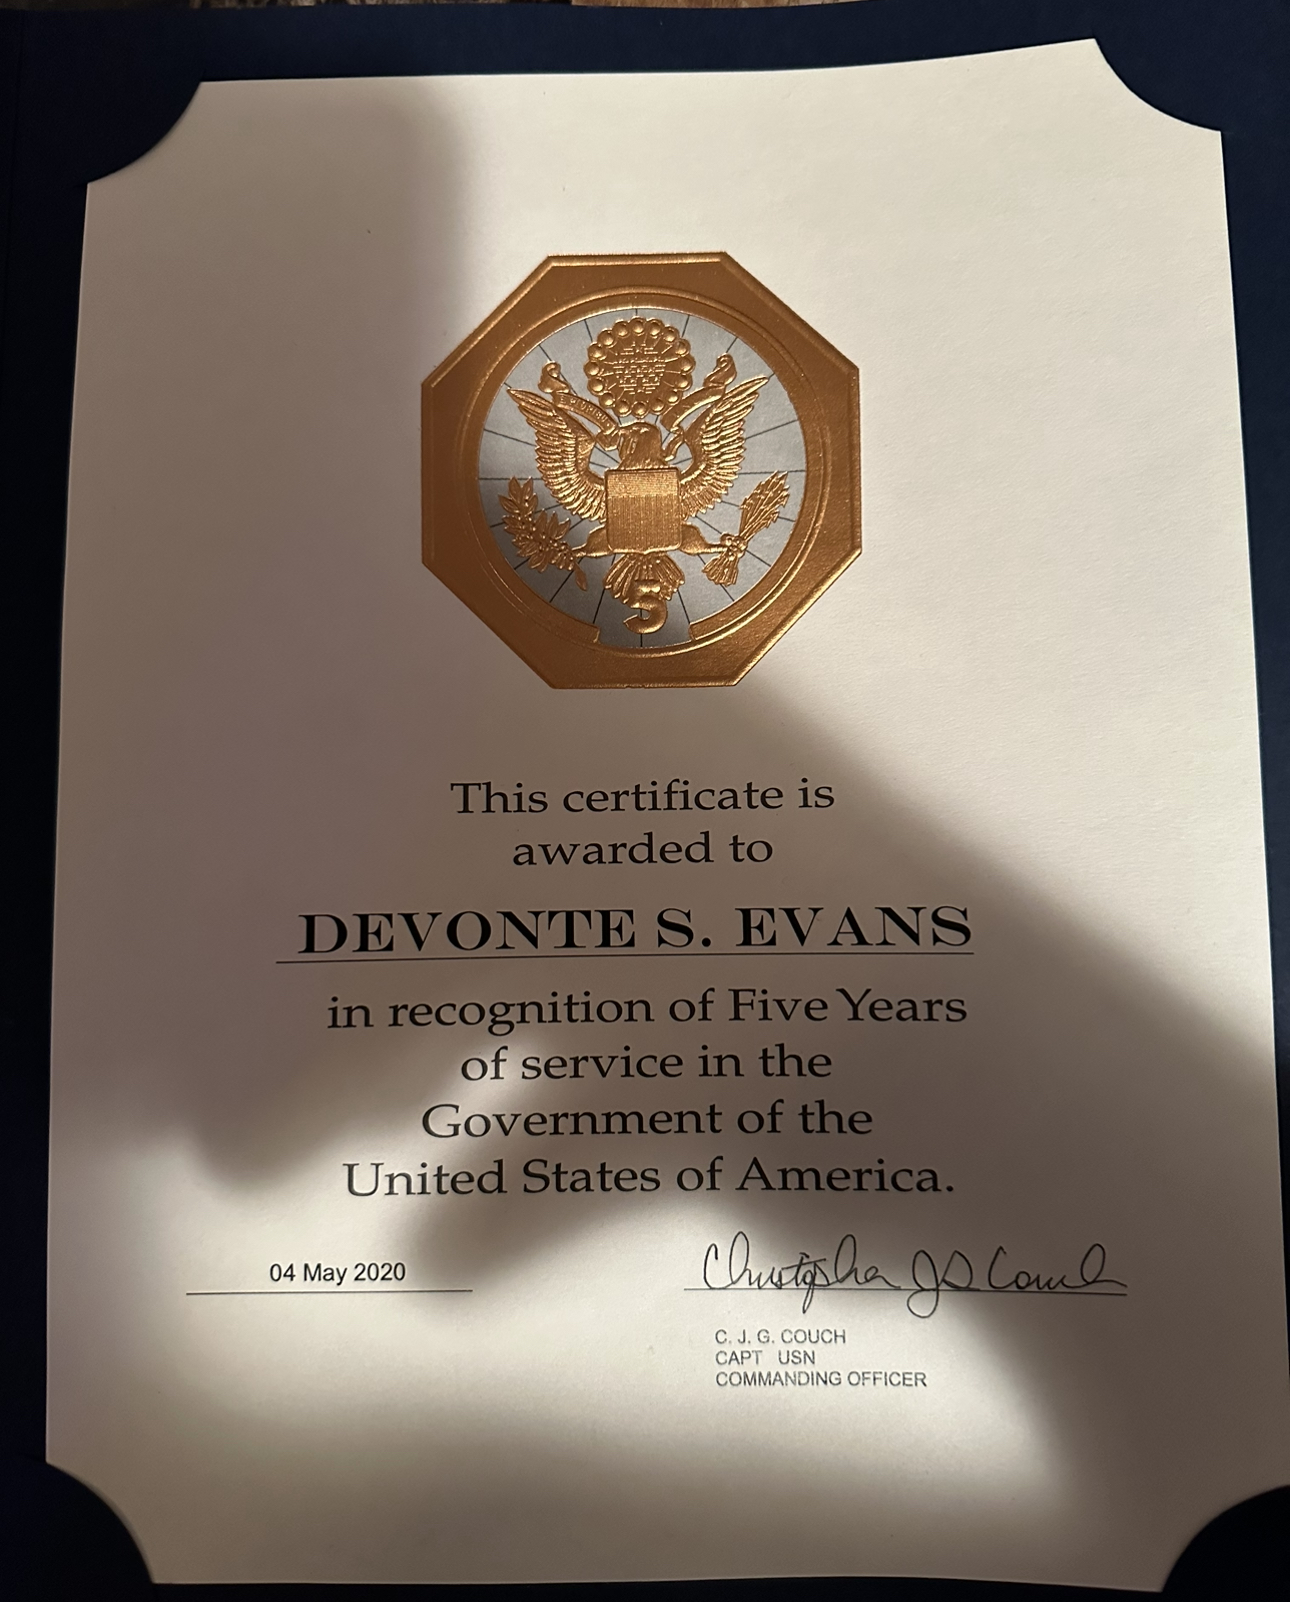 5
This certificate is
awarded to
DEVONTE S. EVANS
in recognition of Five Years
of service in the
Government of the
United States of America.
04 May 2020
Christopher JG Couch
C. J. G. COUCH
CAPT USN
COMMANDING OFFICER